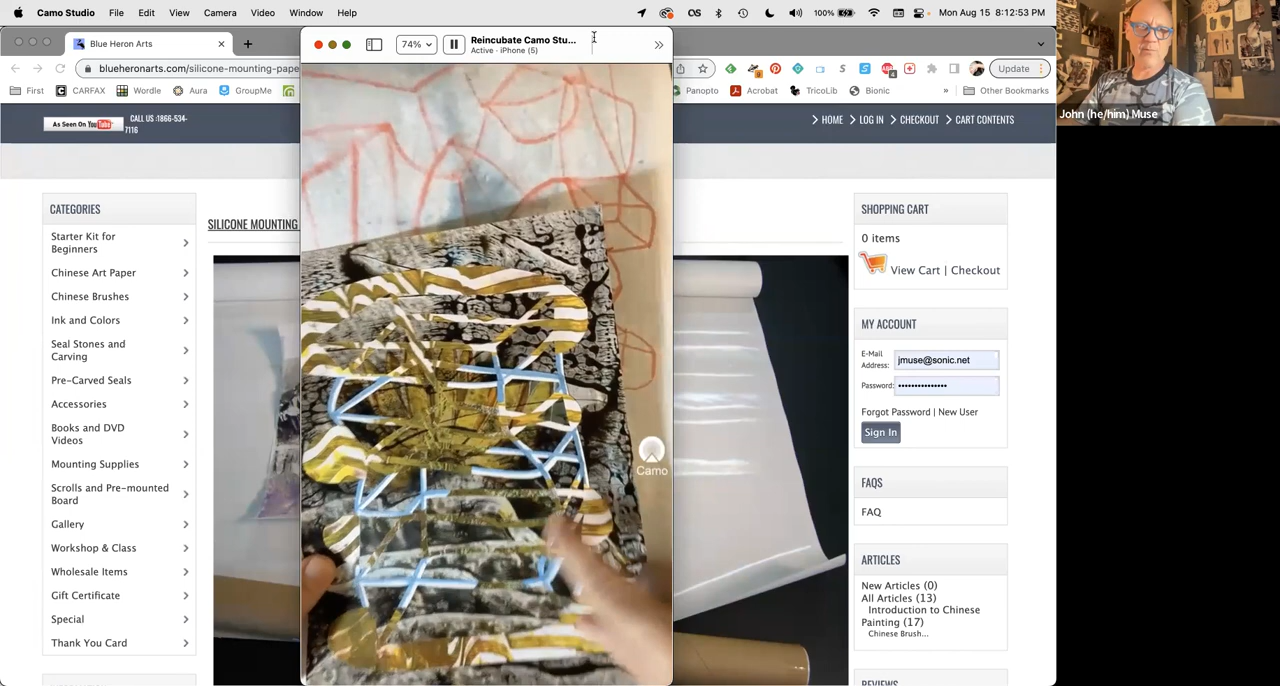 Camo Studio File Edit View Camera Video Window Help
100% Mon Aug 15 8:12:53 PM
Blue Heron Arts
74%
Reincubate Camo Stu...
Active · iPhone (5)
blueheronarts.com/silicone-mounting-pape
Update
First CARFAX Wordle Aura GroupMe
Panopto Acrobat TricoLib Bionic » Other Bookmarks
As Seen On YouTube
CALL US :1866-534-
7116
HOME LOG IN CHECKOUT CART CONTENTS
John (he/him) Muse
CATEGORIES
Starter Kit for
Beginners
Chinese Art Paper
Chinese Brushes
Ink and Colors
Seal Stones and
Carving
Pre-Carved Seals
Accessories
Books and DVD
Videos
Mounting Supplies
Scrolls and Pre-mounted
Board
Gallery
Workshop & Class
Wholesale Items
Gift Certificate
Special
Thank You Card
SILICONE MOUNTING
Camo
SHOPPING CART
0 items
View Cart | Checkout
MY ACCOUNT
E-Mail
Address:
jmuse@sonic.net
Password:
Forgot Password | New User
Sign In
FAQS
FAQ
ARTICLES
New Articles (0)
All Articles (13)
Introduction to Chinese
Painting (17)
Chinese Brush...